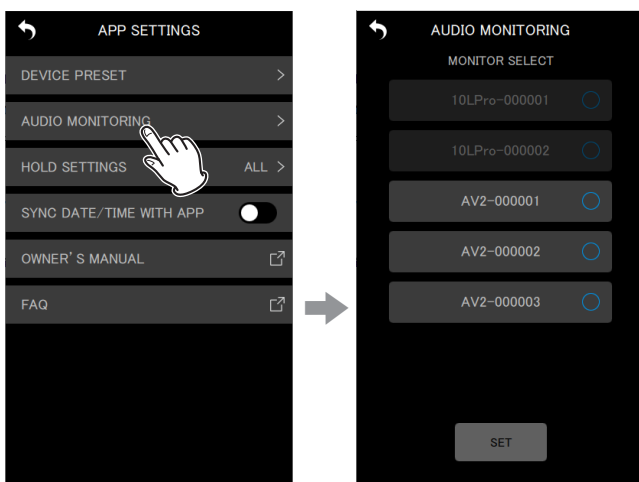 APP SETTINGS
DEVICE PRESET
AUDIO MONITORING
HOLD SETTINGS ALL
SYNC DATE/TIME WITH APP
OWNER'S MANUAL
FAQ
AUDIO MONITORING
MONITOR SELECT
10LPro-000001
10LPro-000002
AV2-000001
AV2-000002
AV2-000003
SET